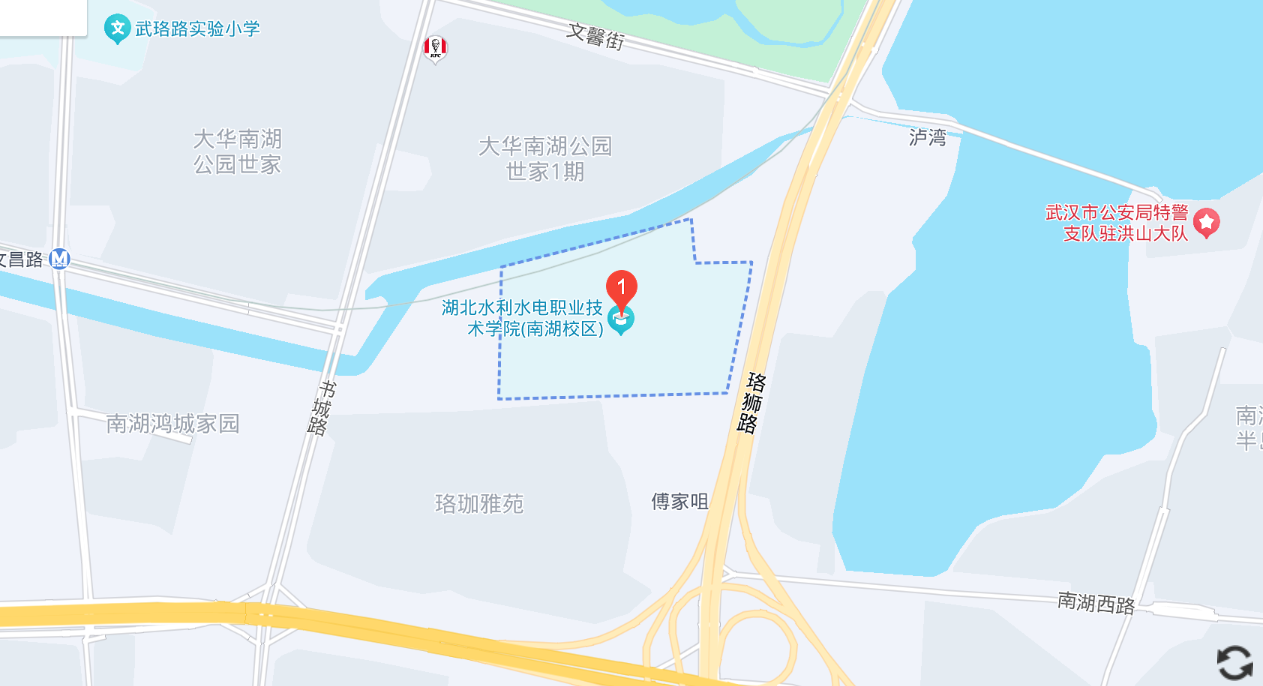 武珞路实验小学
文馨街
KFC
泸湾
大华南湖
公园世家
大华南湖公园
世家1期
武汉市公安局特警
支队驻洪山大队
文昌路
1
湖北水利水电职业技
术学院(南湖校区)
书城路
珞狮路
南湖鸿城家园
珞珈雅苑
傅家咀
南湖西路